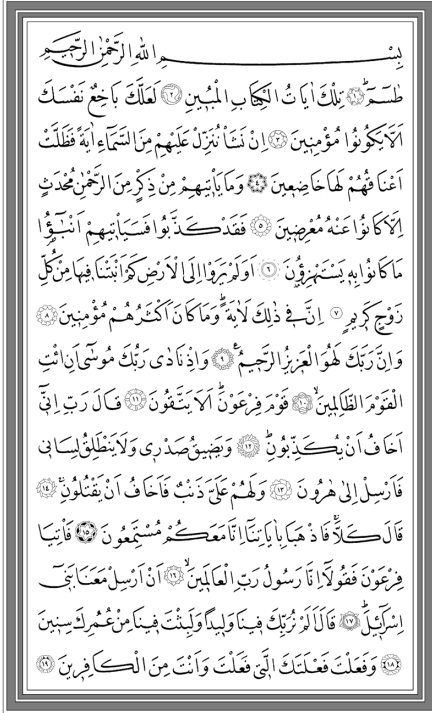 بِسْــــــمِ اللهِ الرَّحْمٰنِ الرَّحِيمِ
طٰسٓمٓ ۚ ﴿١﴾ تِلْكَ اٰيَاتُ الْكِتَابِ الْمُب۪ينِ ﴿٢﴾ لَعَلَّكَ بَاخِعٌ نَفْسَكَ
اَلَّا يَكُونُوا مُؤْمِن۪ينَ ﴿٣﴾ اِنْ نَشَأْ نُنَزِّلْ عَلَيْهِمْ مِنَ السَّمَٓاءِ اٰيَةً فَظَلَّتْ
اَعْنَاقُهُمْ لَهَا خَاضِع۪ينَ ﴿٤﴾ وَمَا يَأْت۪يهِمْ مِنْ ذِكْرٍ مِنَ الرَّحْمٰنِ مُحْدَثٍ
اِلَّا كَانُوا عَنْهُ مُعْرِض۪ينَ ﴿٥﴾ فَقَدْ كَذَّبُوا فَسَيَأْت۪يهِمْ اَنْبٰٓؤُ۬ا
مَا كَانُوا بِه۪ يَسْتَهْزِؤُ۫نَ ﴿٦﴾ اَوَلَمْ يَرَوْا اِلَى الْاَرْضِ كَمْ اَنْبَتْنَا ف۪يهَا مِنْ كُلِّ
زَوْجٍ كَر۪يمٍ ﴿٧﴾ اِنَّ ف۪ي ذٰلِكَ لَاٰيَةًۜ وَمَا كَانَ اَكْثَرُهُمْ مُؤْمِن۪ينَ ﴿٨﴾
وَاِنَّ رَبَّكَ لَهُوَ الْعَز۪يزُ الرَّح۪يمُ۟ ﴿٩﴾ وَاِذْ نَادٰى رَبُّكَ مُوسٰٓى اَنِ ائْتِ
الْقَوْمَ الظَّالِم۪ينَۙ ﴿١٠﴾ قَوْمَ فِرْعَوْنَۜ اَلَا يَتَّقُونَ ﴿١١﴾ قَالَ رَبِّ اِنّ۪ٓي
اَخَافُ اَنْ يُكَذِّبُونِۜ ﴿١٢﴾ وَيَض۪يقُ صَدْر۪ي وَلَا يَنْطَلِقُ لِسَان۪ي
فَاَرْسِلْ اِلٰى هٰرُونَ ﴿١٣﴾ وَلَهُمْ عَلَيَّ ذَنْبٌ فَاَخَافُ اَنْ يَقْتُلُونِۚ ﴿١٤﴾
قَالَ كَلَّاۚ فَاذْهَبَا بِاٰيَاتِنَٓا اِنَّا مَعَكُمْ مُسْتَمِعُونَ ﴿١٥﴾ فَأْتِيَا
فِرْعَوْنَ فَقُولَٓا اِنَّا رَسُولُ رَبِّ الْعَالَم۪ينَۙ ﴿١٦﴾ اَنْ اَرْسِلْ مَعَنَا بَن۪ٓي
اِسْرَٓائ۪لَۜ ﴿١٧﴾ قَالَ اَلَمْ نُرَبِّكَ ف۪ينَا وَل۪يداً وَلَبِثْتَ ف۪ينَا مِنْ عُمُرِكَ سِن۪ينَ
﴿١٨﴾ وَفَعَلْتَ فَعْلَتَكَ الَّت۪ي فَعَلْتَ وَاَنْتَ مِنَ الْكَافِر۪ينَ ﴿١٩﴾